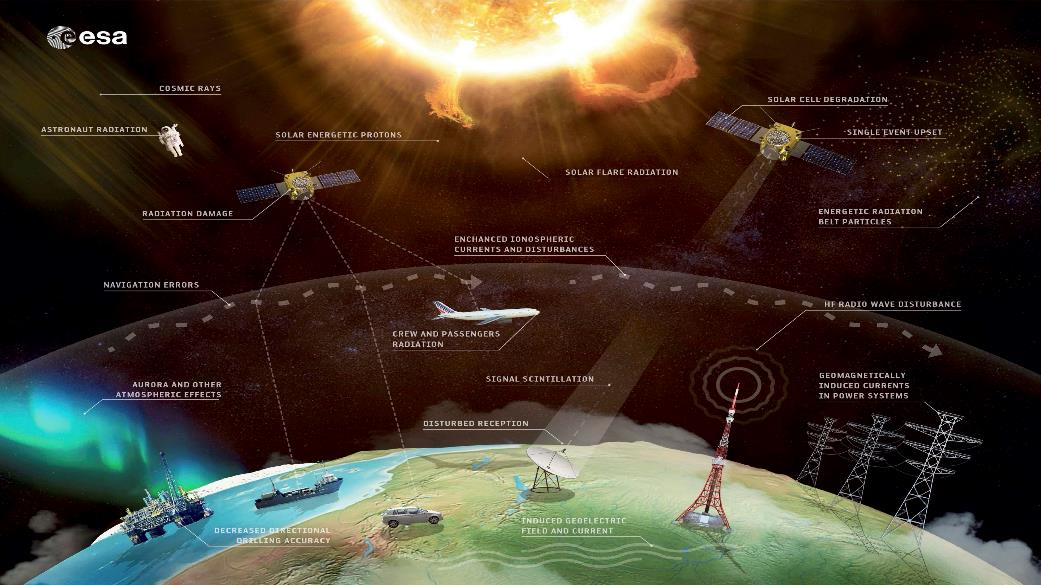 esa
COSMIC RAYS
SOLAR CELL DEGRADATION
ASTRONAUT RADIATION
SOLAR ENERGETIC PROTONS
SINGLE EVENT UPSET
SOLAR FLARE RADIATION
RADIATION DAMAGE
ENERGETIC RADIATION
BELT PARTICLES
ENCHANCED IONOSPHERIC
CURRENTS AND DISTURBANCES
NAVIGATION ERRORS
HF RADIO WAVE DISTURBANCE
CREW AND PASSENGERS
RADIATION
SIGNAL SCINTILLATION
AURORA AND OTHER
ATMOSPHERIC EFFECTS
GEOMAGNETICALLY
INDUCED CURRENTS
IN POWER SYSTEMS
DISTURBED RECEPTION
DECREASED DIRECTIONAL
DRILLING ACCURACY
INDUCED GEOELECTRIC
FIELD AND CURRENT